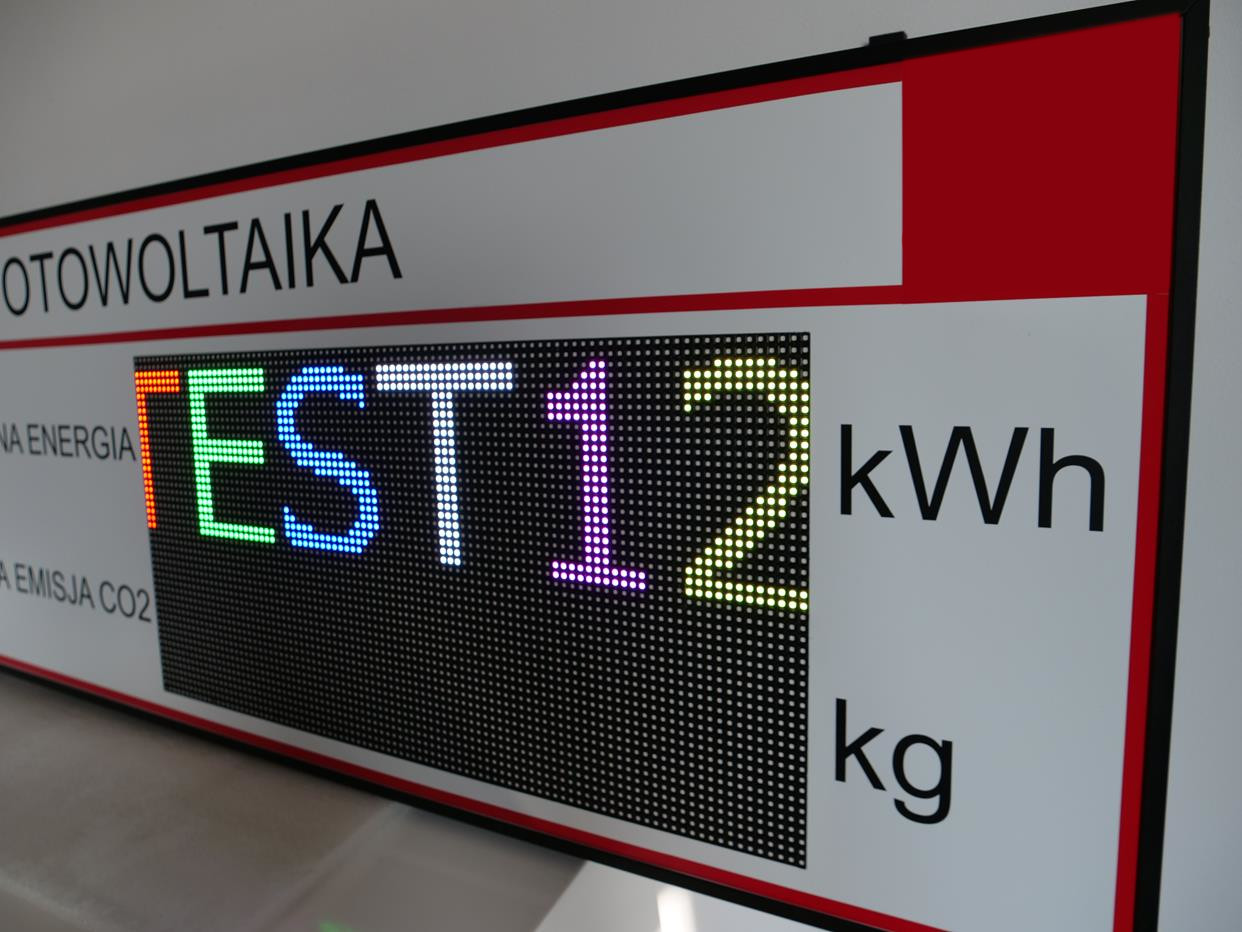 OTOWOLTAIKA
NA ENERGIA TEST12 kWh
A EMISJA CO2 kg